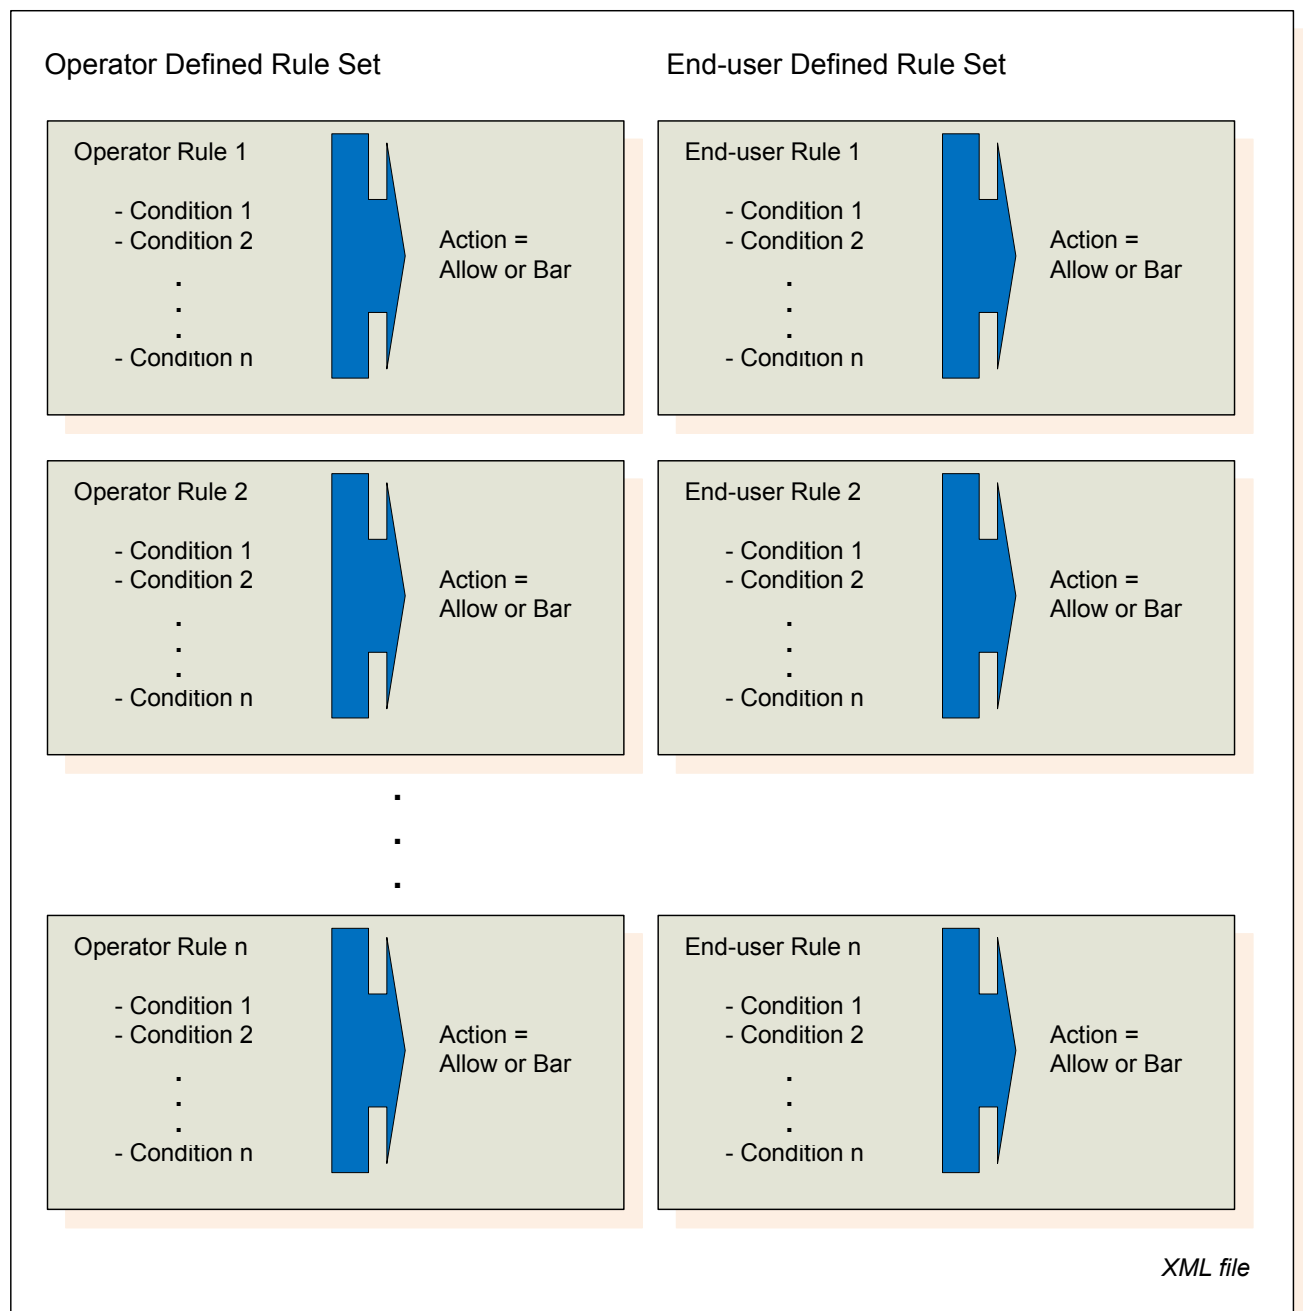 Operator Defined Rule Set
End-user Defined Rule Set
Operator Rule 1
- Condition 1
- Condition 2
.
.
.
- Condition n
Action =
Allow or Bar
End-user Rule 1
- Condition 1
- Condition 2
.
.
.
- Condition n
Action =
Allow or Bar
Operator Rule 2
- Condition 1
- Condition 2
.
.
.
- Condition n
Action =
Allow or Bar
End-user Rule 2
- Condition 1
- Condition 2
.
.
.
- Condition n
Action =
Allow or Bar
.
.
.
Operator Rule n
- Condition 1
- Condition 2
.
.
.
- Condition n
Action =
Allow or Bar
End-user Rule n
- Condition 1
- Condition 2
.
.
.
- Condition n
Action =
Allow or Bar
XML file